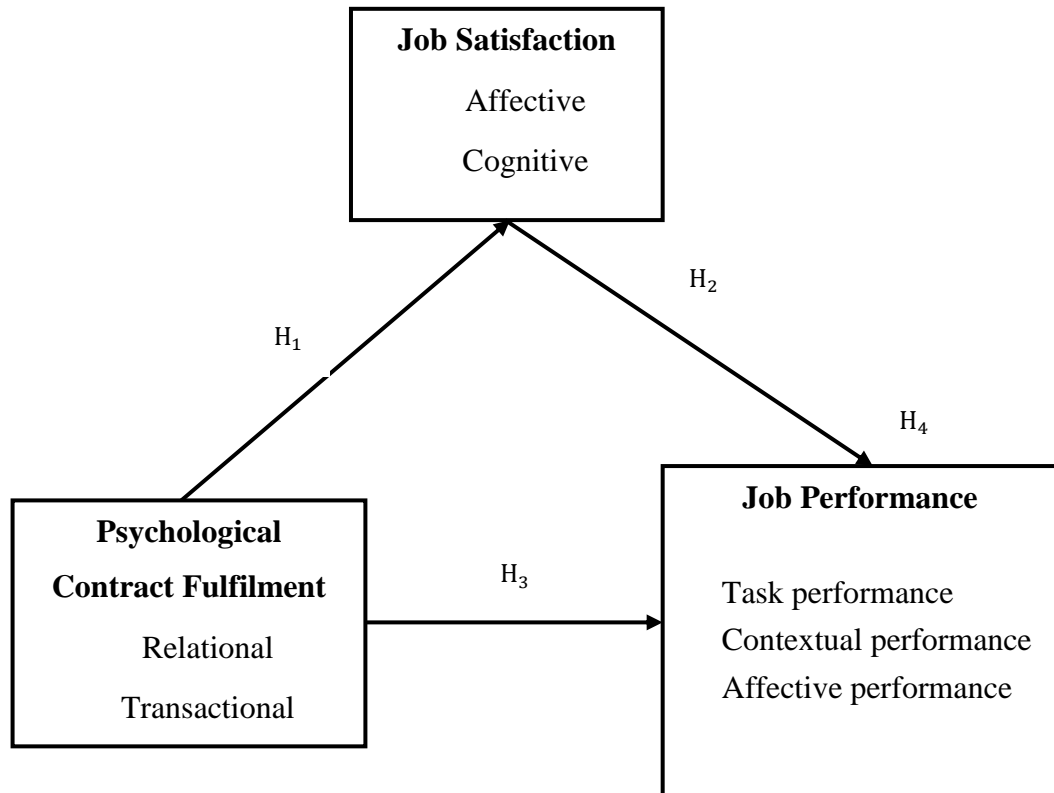 Job Satisfaction
Affective
Cognitive
H₁
H₂
H₄
Psychological
Contract Fulfilment
Relational
Transactional
H₃
Job Performance
Task performance
Contextual performance
Affective performance